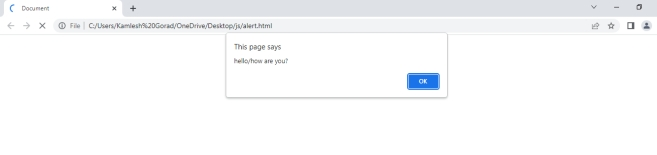 Document
File
C:/Users/Kamlesh%20Gorad/OneDrive/Desktop/js/alert.html
This page says
hello/how are you?
OK